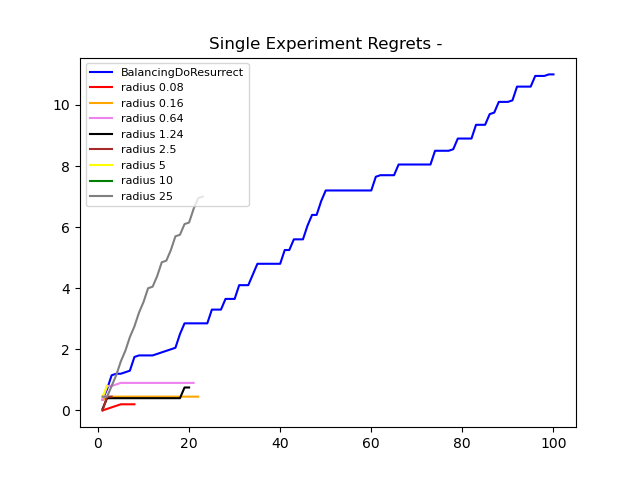 Single Experiment Regrets -
BalancingDoResurrect
radius 0.08
radius 0.16
radius 0.64
radius 1.24
radius 2.5
radius 5
radius 10
radius 25
10
8
6
4
2
0
0 20 40 60 80 100